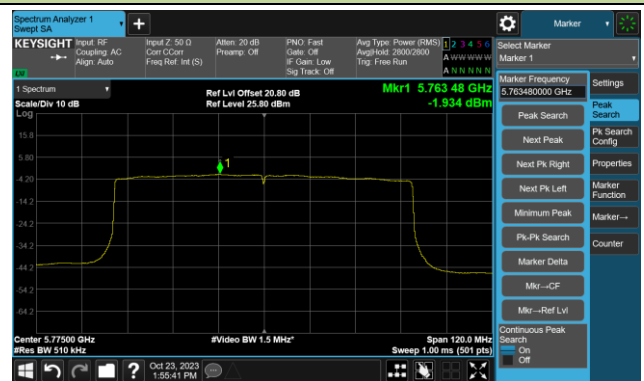 Spectrum Analyzer 1
Swept SA
Marker
KEYSIGHT
Input: RF
Coupling: AC
Align: Auto
Input Z: 50 Ω
Corr CCorr
Freq Ref: Int (S)
Atten: 20 dB
Preamp: Off
PNO: Fast
Gate: Off
IF Gain: Low
Sig Track: Off
Avg Type: Power (RMS)
Avg|Hold: 2800/2800
Trig: Free Run
1 2 3 4 5 6
A W W W W W
A N N N N N
Select Marker
Marker 1
LXI
1 Spectrum
Scale/Div 10 dB
Log
Ref Lvl Offset 20.80 dB
Ref Level 25.80 dBm
Mkr1 5.763 48 GHz
-1.934 dBm
15.8
5.80
-4.20
-14.2
-24.2
-34.2
-44.2
-54.2
-64.2
1
Center 5.77500 GHz
#Res BW 510 kHz
#Video BW 1.5 MHz*
Span 120.0 MHz
Sweep 1.00 ms (501 pts)
Marker Frequency
5.763480000 GHz
Peak Search
Next Peak
Next Pk Right
Next Pk Left
Minimum Peak
Pk-Pk Search
Marker Delta
Mkr→CF
Mkr→Ref Lvl
Continuous Peak
Search
On
Off
Settings
Peak
Search
Pk Search
Config
Properties
Marker
Function
Marker→
Counter
?
Oct 23, 2023
1:55:41 PM